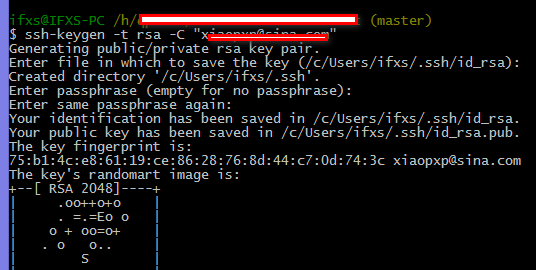 ifxs@IFXS-PC /h/ (master)
$ ssh-keygen -t rsa -C "xiaopxp@sina.com"
Generating public/private rsa key pair.
Enter file in which to save the key (/c/Users/ifxs/.ssh/id_rsa):
Created directory '/c/Users/ifxs/.ssh'.
Enter passphrase (empty for no passphrase):
Enter same passphrase again:
Your identification has been saved in /c/Users/ifxs/.ssh/id_rsa.
Your public key has been saved in /c/Users/ifxs/.ssh/id_rsa.pub.
The key fingerprint is:
75:b1:4c:e8:61:19:ce:86:28:76:8d:44:c7:0d:74:3c xiaopxp@sina.com
The key's randomart image is:
+--[ RSA 2048]----+
|     .oo++o+o    |
|     . =.=Eo o   |
|    o + oo=o+    |
|   . o   o..     |
|        S        |